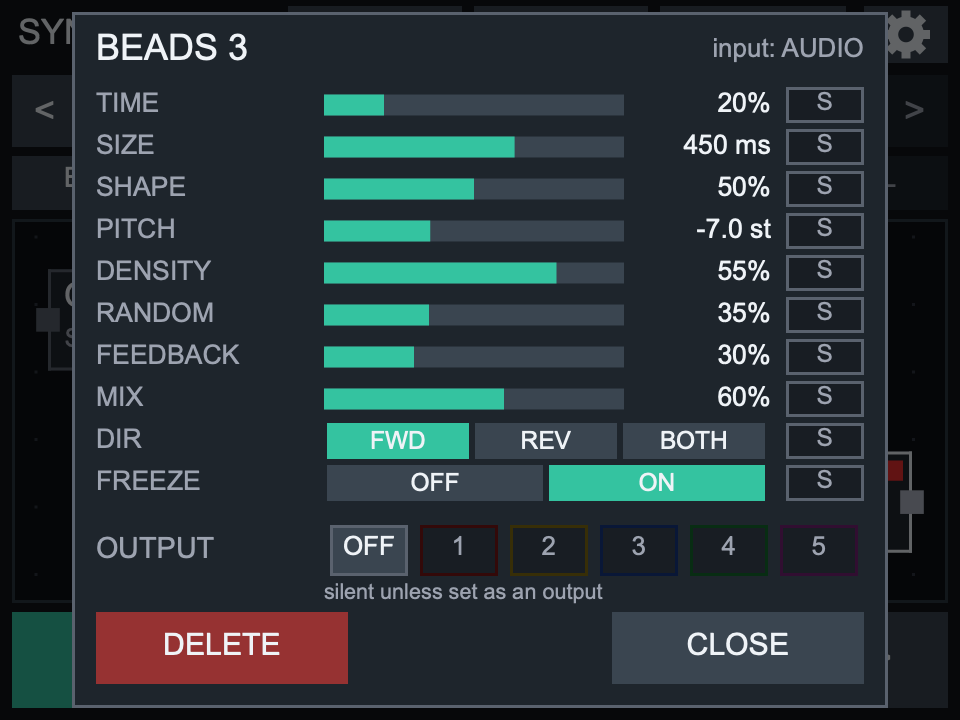 SYN
BEADS 3
input: AUDIO
<
>
TIME 20% S
SIZE 450 ms S
SHAPE 50% S
PITCH -7.0 st S
DENSITY 55% S
RANDOM 35% S
FEEDBACK 30% S
MIX 60% S
DIR FWD REV BOTH S
FREEZE OFF ON S
OUTPUT OFF 1 2 3 4 5
silent unless set as an output
DELETE CLOSE